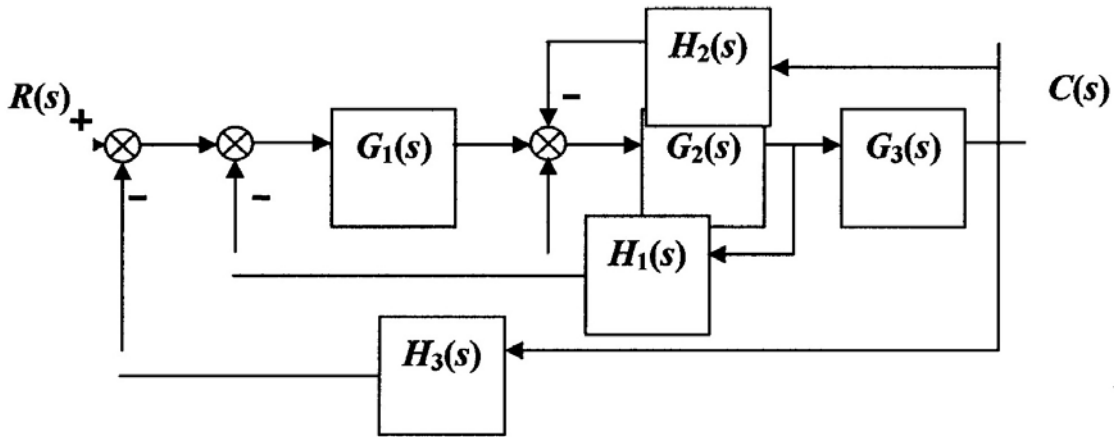 H₂(s)
R(s)
+
-
C(s)
G₁(s)
G₂(s)
G₃(s)
-
-
H₁(s)
H₃(s)